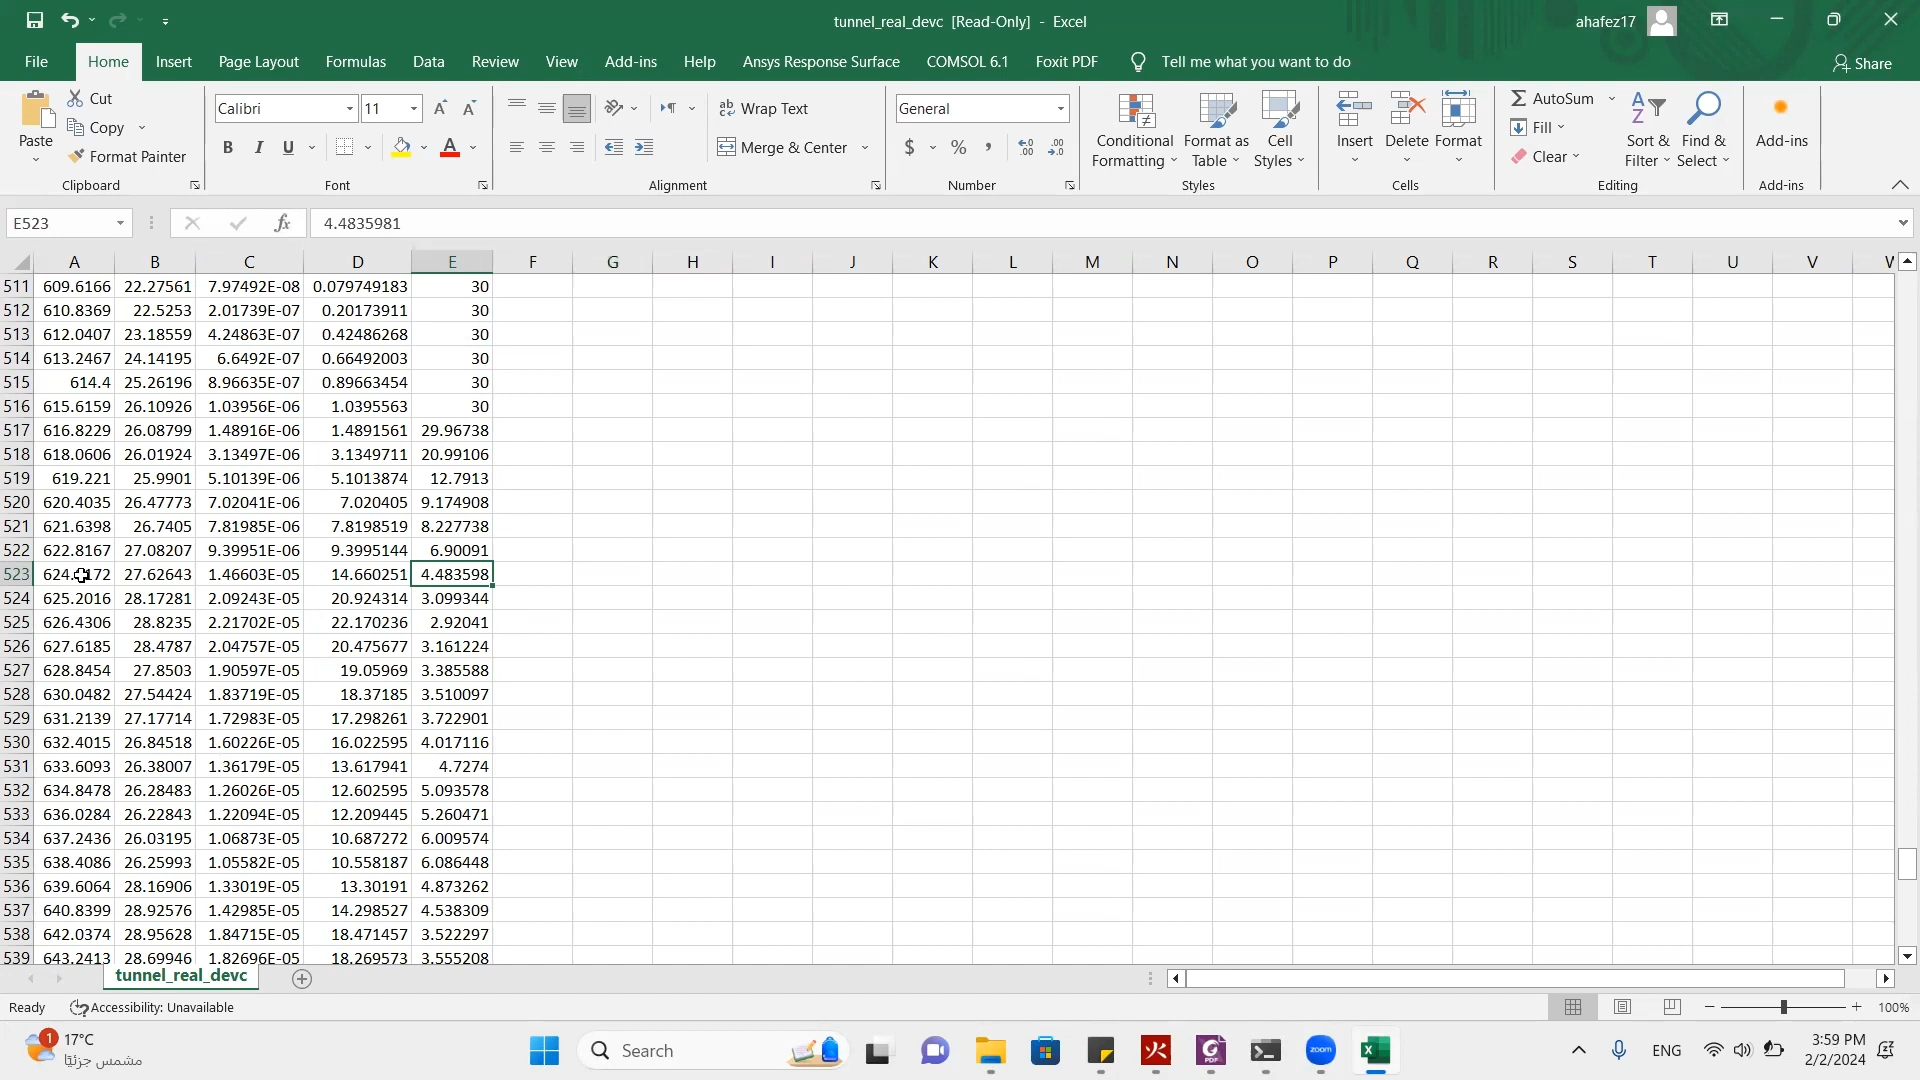 tunnel_real_devc [Read-Only] - Excel
ahafez17
File Home Insert Page Layout Formulas Data Review View Add-ins Help Ansys Response Surface COMSOL 6.1 Foxit PDF Tell me what you want to do Share
Paste
Cut
Copy
Format Painter
Clipboard
Calibri 11
B I U
Font
Wrap Text
Merge & Center
Alignment
General
$ % ,
Number
Conditional Formatting
Format as Table
Cell Styles
Styles
Insert Delete Format
Cells
AutoSum
Fill
Clear
Sort & Filter
Find & Select
Editing
Add-ins
Add-ins
E523 fx 4.4835981
A B C D E F G H I J K L M N O P Q R S T U V
511 609.6166 22.27561 7.97492E-08 0.079749183 30
512 610.8369 22.5253 2.01739E-07 0.20173911 30
513 612.0407 23.18559 4.24863E-07 0.42486268 30
514 613.2467 24.14195 6.6492E-07 0.66492003 30
515 614.4 25.26196 8.96635E-07 0.89663454 30
516 615.6159 26.10926 1.03956E-06 1.0395563 30
517 616.8229 26.08799 1.48916E-06 1.4891561 29.96738
518 618.0606 26.01924 3.13497E-06 3.1349711 20.99106
519 619.221 25.9901 5.10139E-06 5.1013874 12.7913
520 620.4035 26.47773 7.02041E-06 7.020405 9.174908
521 621.6398 26.7405 7.81985E-06 7.8198519 8.227738
522 622.8167 27.08207 9.39951E-06 9.3995144 6.90091
523 27.62643 1.46603E-05 14.660251 4.483598
524 625.2016 28.17281 2.09243E-05 20.924314 3.099344
525 626.4306 28.8235 2.21702E-05 22.170236 2.92041
526 627.6185 28.4787 2.04757E-05 20.475677 3.161224
527 628.8454 27.8503 1.90597E-05 19.05969 3.385588
528 630.0482 27.54424 1.83719E-05 18.37185 3.510097
529 631.2139 27.17714 1.72983E-05 17.298261 3.722901
530 632.4015 26.84518 1.60226E-05 16.022595 4.017116
531 633.6093 26.38007 1.36179E-05 13.617941 4.7274
532 634.8478 26.28483 1.26026E-05 12.602595 5.093578
533 636.0284 26.22843 1.22094E-05 12.209445 5.260471
534 637.2436 26.03195 1.06873E-05 10.687272 6.009574
535 638.4086 26.25993 1.05582E-05 10.558187 6.086448
536 639.6064 28.16906 1.33019E-05 13.30191 4.873262
537 640.8399 28.92576 1.42985E-05 14.298527 4.538309
538 642.0374 28.95628 1.84715E-05 18.471457 3.522297
539 643.2413 28.69946 1.82696E-05 18.269573 3.555208
tunnel_real_devc
Ready Accessibility: Unavailable 100%
1 17°C
مشمس جزئيًا
Search
zoom
ENG
3:59 PM
2/2/2024